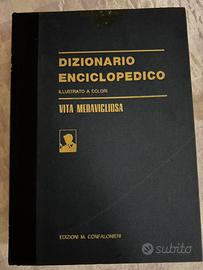 DIZIONARIO
ENCICLOPEDICO
ILLUSTRATO A COLORI
VITA MERAVIGLIOSA
EDIZIONI M. CONFALONIERI
subito